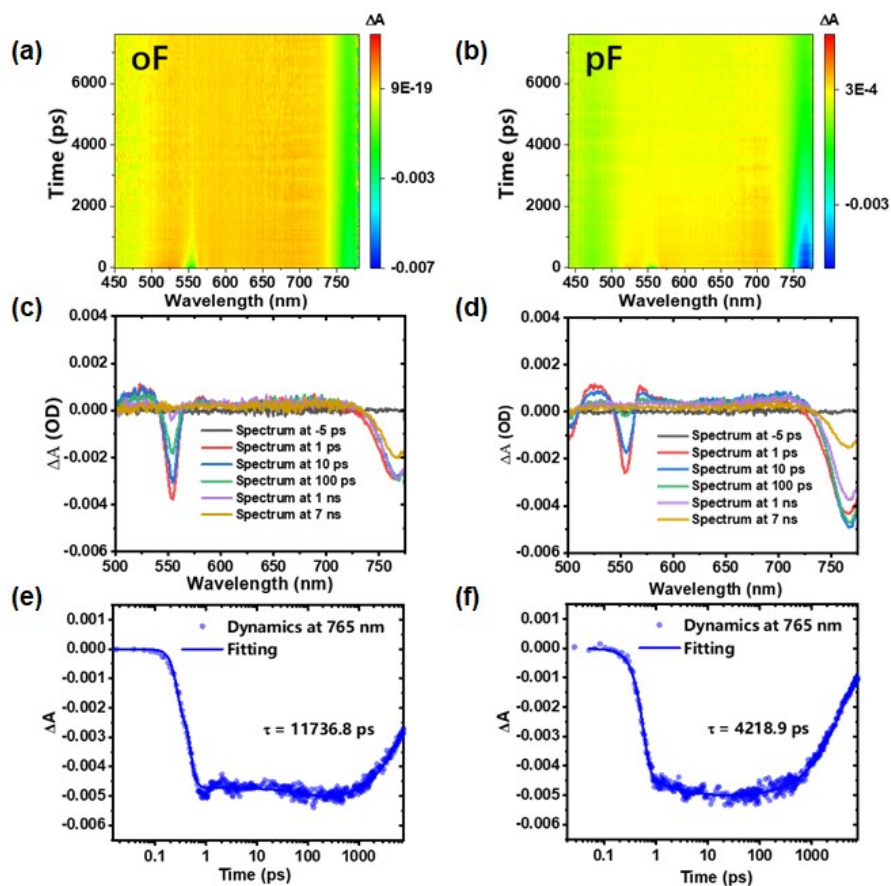 (a)
oF
ΔA
9E-19
-0.003
-0.007
Time (ps)
6000
4000
2000
0
450 500 550 600 650 700 750
Wavelength (nm)
(b)
pF
ΔA
3E-4
-0.003
Time (ps)
6000
4000
2000
0
450 500 550 600 650 700 750
Wavelength (nm)
(c)
ΔA (OD)
0.004
0.002
0.000
-0.002
-0.004
-0.006
Spectrum at -5 ps
Spectrum at 1 ps
Spectrum at 10 ps
Spectrum at 100 ps
Spectrum at 1 ns
Spectrum at 7 ns
500 550 600 650 700 750
Wavelength (nm)
(d)
ΔA (OD)
0.004
0.002
0.000
-0.002
-0.004
-0.006
Spectrum at -5 ps
Spectrum at 1 ps
Spectrum at 10 ps
Spectrum at 100 ps
Spectrum at 1 ns
Spectrum at 7 ns
500 550 600 650 700 750
Wavelength (nm)
(e)
ΔA
0.001
0.000
-0.001
-0.002
-0.003
-0.004
-0.005
-0.006
Dynamics at 765 nm
Fitting
τ = 11736.8 ps
0.1 1 10 100 1000
Time (ps)
(f)
ΔA
0.001
0.000
-0.001
-0.002
-0.003
-0.004
-0.005
-0.006
Dynamics at 765 nm
Fitting
τ = 4218.9 ps
0.1 1 10 100 1000
Time (ps)